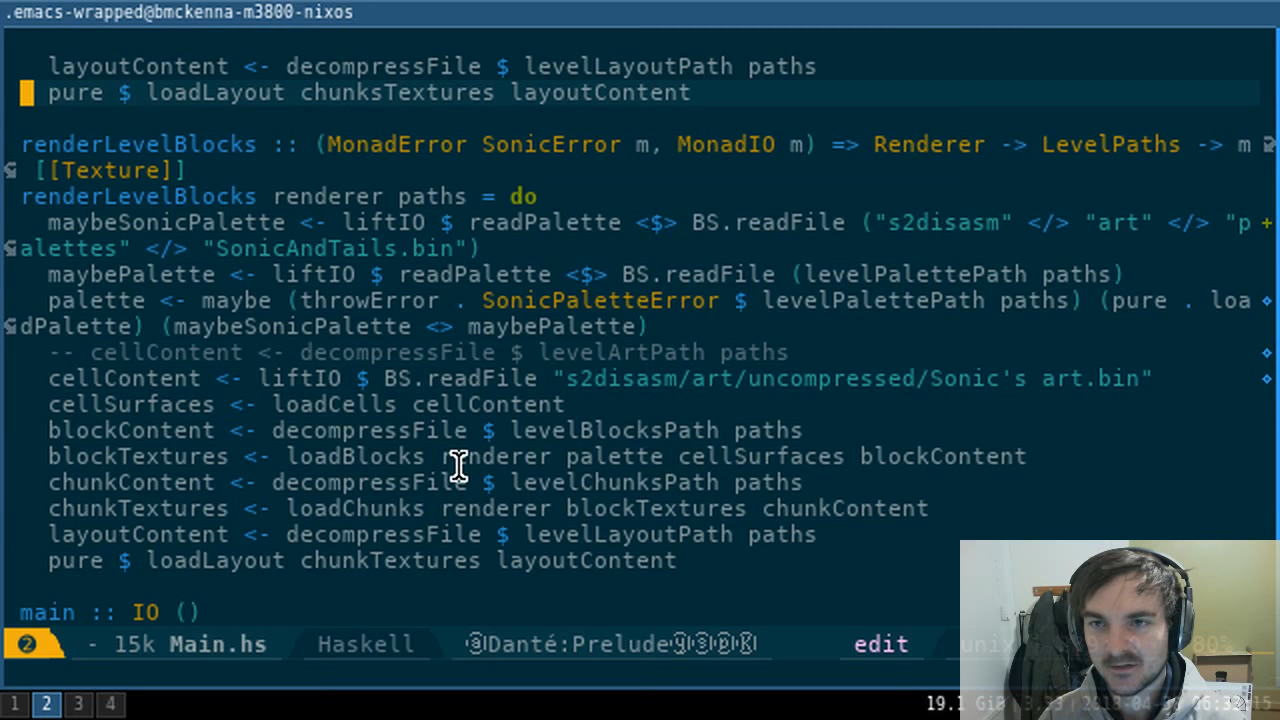 .emacs-wrapped@bmckenna-m3800-nixos
layoutContent <- decompressFile $ levelLayoutPath paths
pure $ loadLayout chunksTextures layoutContent
renderLevelBlocks :: (MonadError SonicError m, MonadIO m) => Renderer -> LevelPaths -> m
[[Texture]]
renderLevelBlocks renderer paths = do
maybeSonicPalette <- liftIO $ readPalette <$> BS.readFile ("s2disasm" </> "art" </> "p
alettes" </> "SonicAndTails.bin")
maybePalette <- liftIO $ readPalette <$> BS.readFile (levelPalettePath paths)
palette <- maybe (throwError . SonicPaletteError $ levelPalettePath paths) (pure . loa
dPalette) (maybeSonicPalette <> maybePalette)
-- cellContent <- decompressFile $ levelArtPath paths
cellContent <- liftIO $ BS.readFile "s2disasm/art/uncompressed/Sonic's art.bin"
cellSurfaces <- loadCells cellContent
blockContent <- decompressFile $ levelBlocksPath paths
blockTextures <- loadBlocks renderer palette cellSurfaces blockContent
chunkContent <- decompressFile $ levelChunksPath paths
chunkTextures <- loadChunks renderer blockTextures chunkContent
layoutContent <- decompressFile $ levelLayoutPath paths
pure $ loadLayout chunkTextures layoutContent
main :: IO ()
2 - 15k Main.hs Haskell Danté:Prelude edit unix 80%
1 2 3 4 19.1 GiB